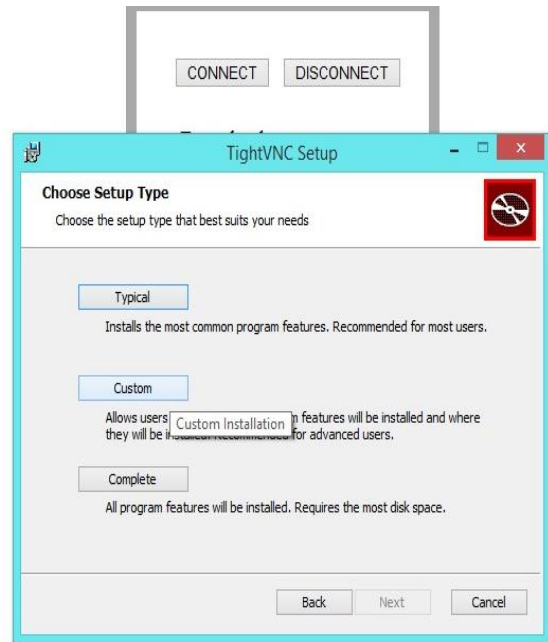 CONNECT DISCONNECT
TightVNC Setup
Choose Setup Type
Choose the setup type that best suits your needs
Typical
Installs the most common program features. Recommended for most users.
Custom
Allows users features will be installed and where
Custom Installation
they will be for advanced users.
Complete
All program features will be installed. Requires the most disk space.
Back Next Cancel